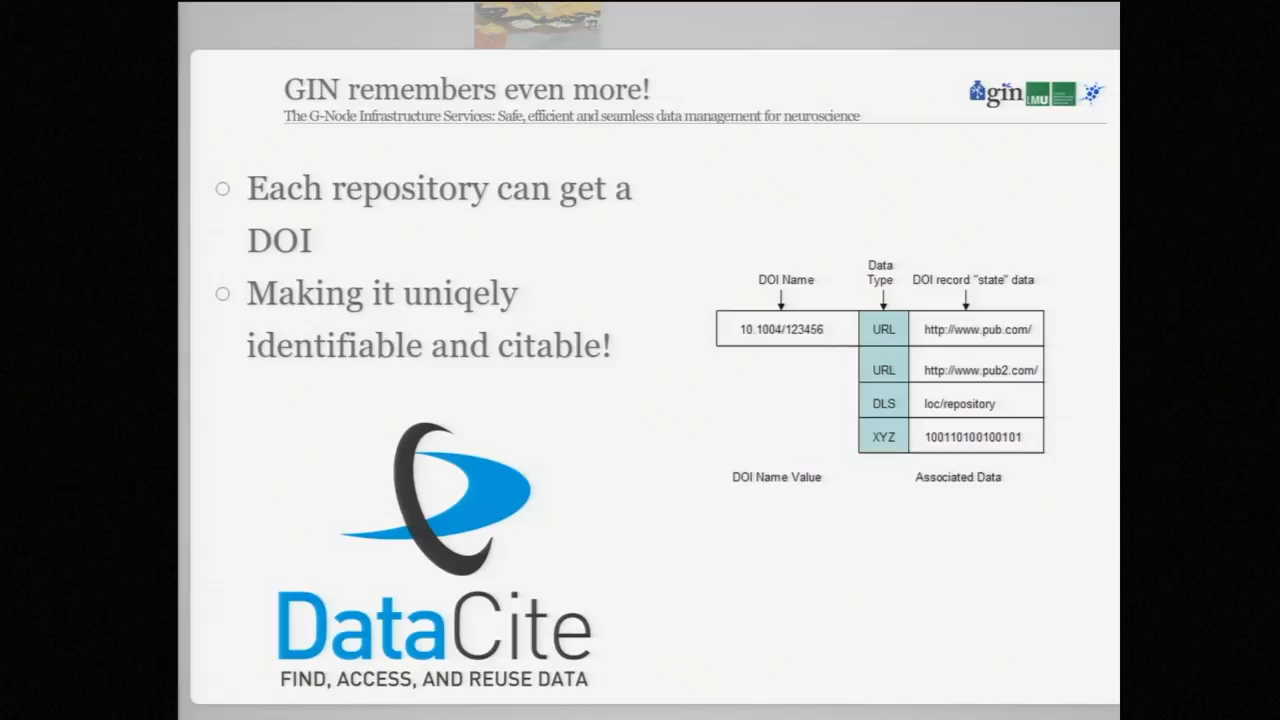 GIN remembers even more!
The G-Node Infrastructure Services: Safe, efficient and seamless data management for neuroscience
gin LMU
Each repository can get a
DOI
Making it uniqely
identifiable and citable!
Data
DOI Name Type DOI record "state" data
10.1004/123456 URL http://www.pub.com/
URL http://www.pub2.com/
DLS loc/repository
XYZ 100110100100101
DOI Name Value Associated Data
DataCite
FIND, ACCESS, AND REUSE DATA